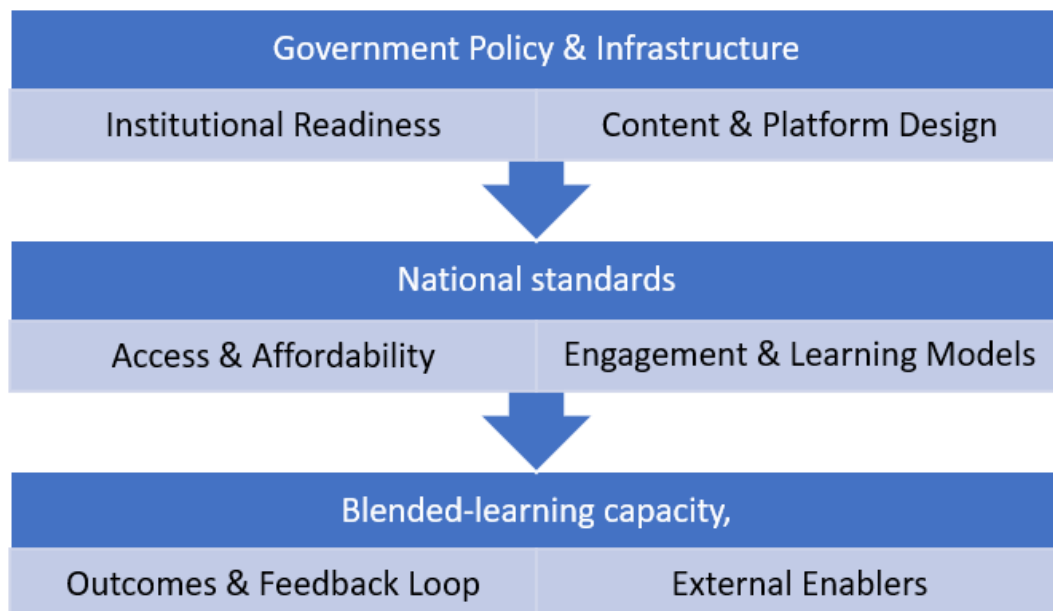 Government Policy & Infrastructure
Institutional Readiness
Content & Platform Design
National standards
Access & Affordability
Engagement & Learning Models
Blended-learning capacity,
Outcomes & Feedback Loop
External Enablers